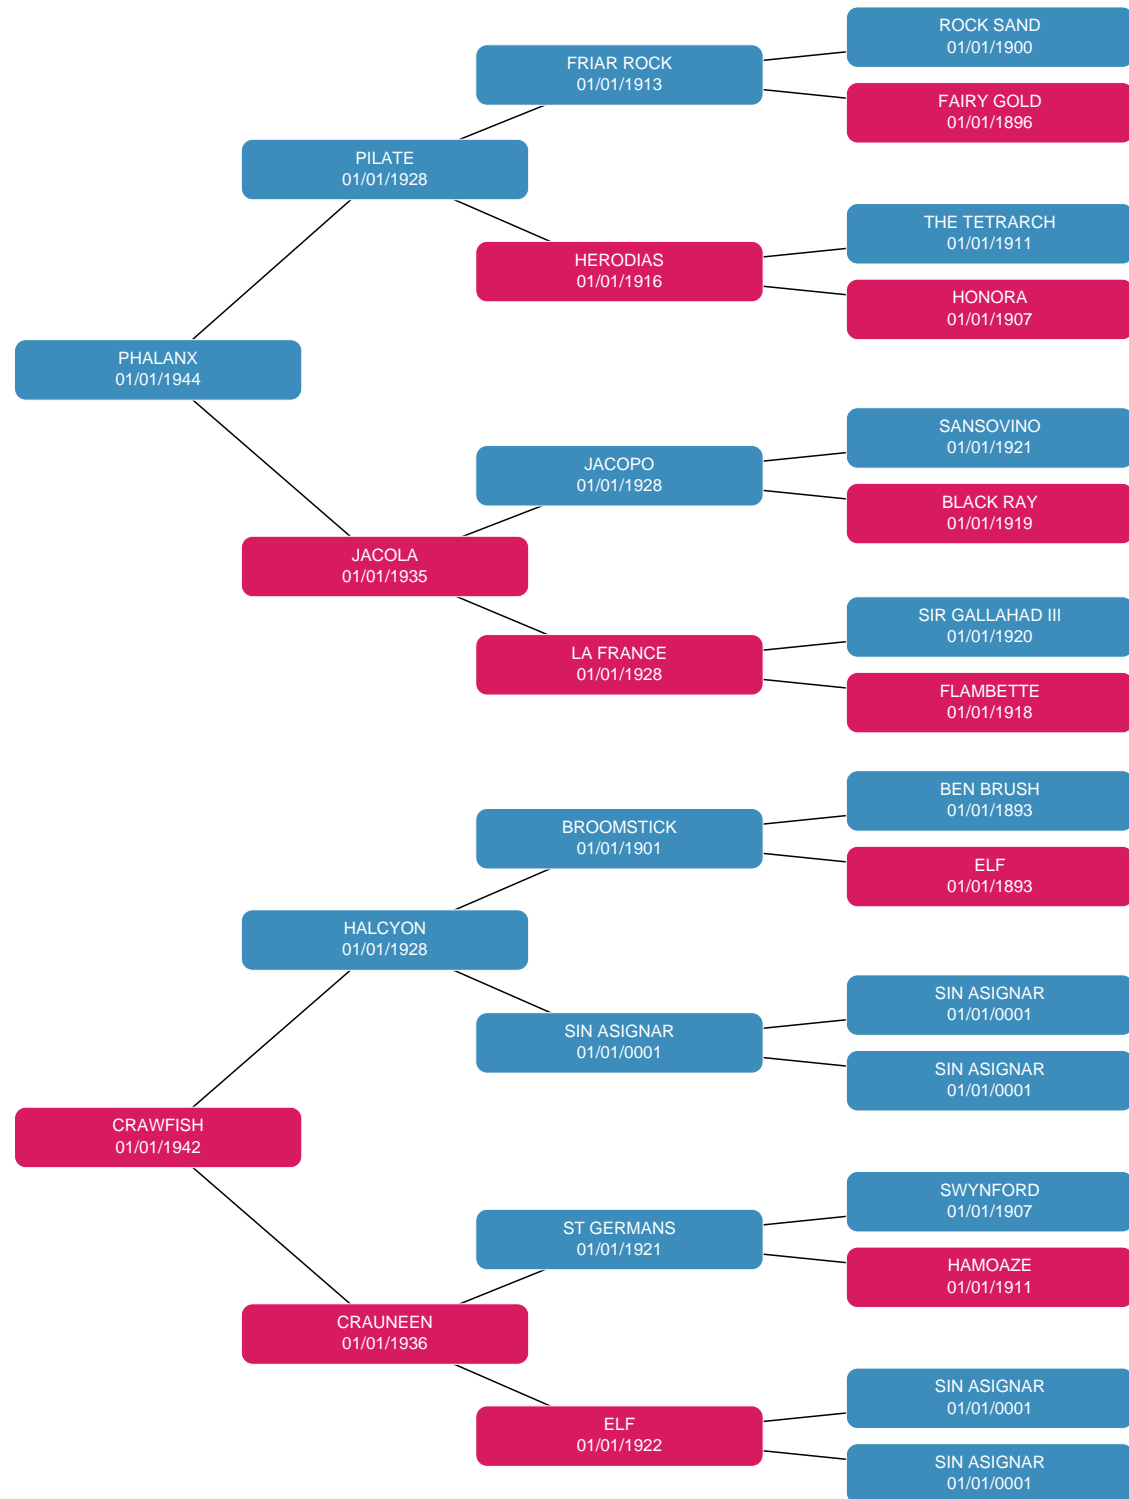 ROCK SAND
01/01/1900
FRIAR ROCK
01/01/1913
FAIRY GOLD
01/01/1896
PILATE
01/01/1928
THE TETRARCH
01/01/1911
HERODIAS
01/01/1916
HONORA
01/01/1907
PHALANX
01/01/1944
SANSOVINO
01/01/1921
JACOPO
01/01/1928
BLACK RAY
01/01/1919
JACOLA
01/01/1935
SIR GALLAHAD III
01/01/1920
LA FRANCE
01/01/1928
FLAMBETTE
01/01/1918
BEN BRUSH
01/01/1893
BROOMSTICK
01/01/1901
ELF
01/01/1893
HALCYON
01/01/1928
SIN ASIGNAR
01/01/0001
SIN ASIGNAR
01/01/0001
SIN ASIGNAR
01/01/0001
CRAWFISH
01/01/1942
SWYNFORD
01/01/1907
ST GERMANS
01/01/1921
HAMOAZE
01/01/1911
CRAUNEEN
01/01/1936
SIN ASIGNAR
01/01/0001
ELF
01/01/1922
SIN ASIGNAR
01/01/0001